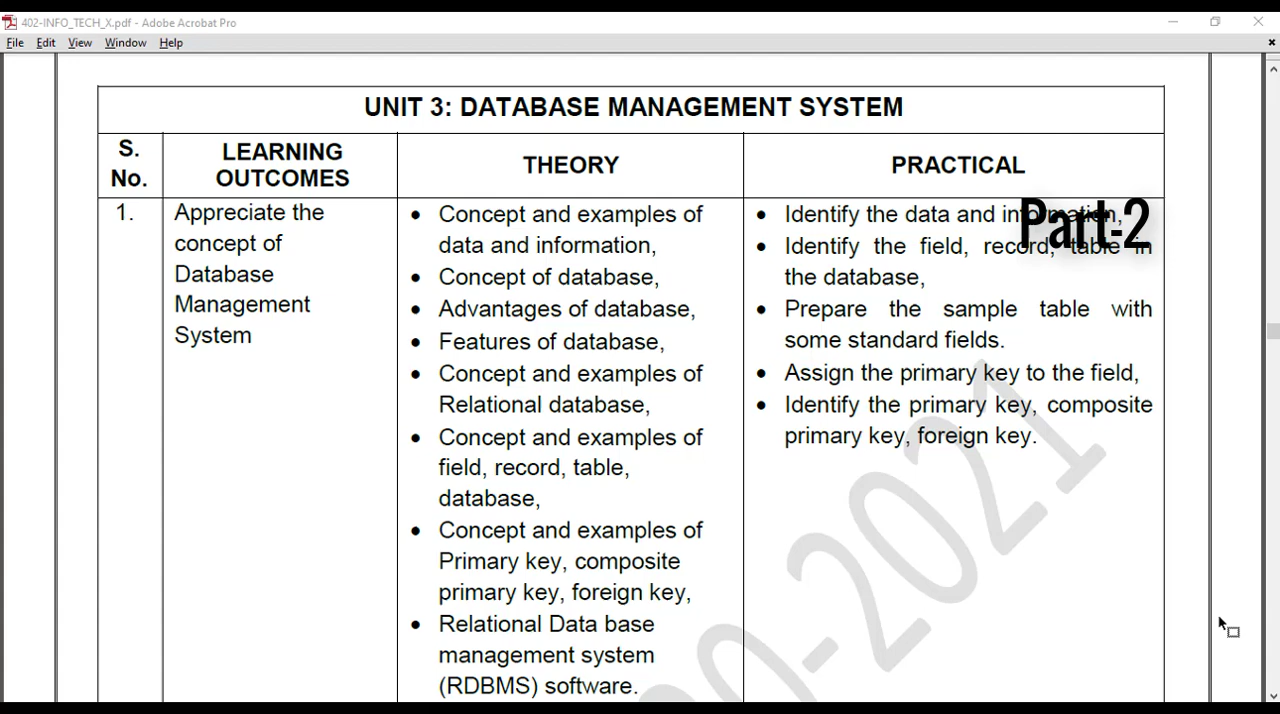 402-INFO_TECH_X.pdf - Adobe Acrobat Pro
File Edit View Window Help
UNIT 3: DATABASE MANAGEMENT SYSTEM
S. No.
LEARNING OUTCOMES
THEORY
PRACTICAL
1.
Appreciate the
concept of
Database
Management
System
• Concept and examples of
data and information,
• Concept of database,
• Advantages of database,
• Features of database,
• Concept and examples of
Relational database,
• Concept and examples of
field, record, table,
database,
• Concept and examples of
Primary key, composite
primary key, foreign key,
• Relational Data base
management system
(RDBMS) software.
• Identify the data and information,
• Identify the field, record, table in
the database,
• Prepare the sample table with
some standard fields.
• Assign the primary key to the field,
• Identify the primary key, composite
primary key, foreign key.
Part-2
20-2021